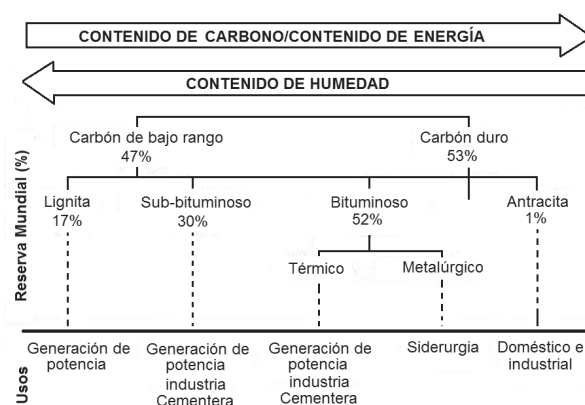 CONTENIDO DE CARBONO/CONTENIDO DE ENERGÍA
CONTENIDO DE HUMEDAD
Reserva Mundial (%)
Carbón de bajo rango
47%
Carbón duro
53%
Lignita
17%
Sub-bituminoso
30%
Bituminoso
52%
Antracita
1%
Térmico
Metalúrgico
Usos
Generación de
potencia
Generación de
potencia
industria
Cementera
Generación de
potencia
industria
Cementera
Siderurgia
Doméstico e
industrial